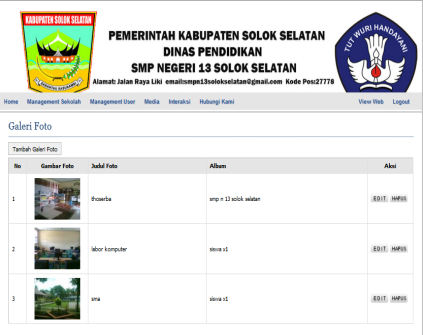 KABUPATEN SOLOK SELATAN
PEMERINTAH KABUPATEN SOLOK SELATAN
DINAS PENDIDIKAN
SMP NEGERI 13 SOLOK SELATAN
Alamat: Jalan Raya Liki email:smpn13solokselatan@gmail.com Kode Pos:27778
TUT WURI HANDAYANI
Home Management Sekolah Management User Media Interaksi Hubungi Kami View Web Logout
Galeri Foto
Tambah Galeri Foto
No Gambar Foto Judul Foto Album Aksi
1 thoserba smp n 13 solok selatan EDIT HAPUS
2 labor komputer siswa x1 EDIT HAPUS
3 sma siswa x1 EDIT HAPUS